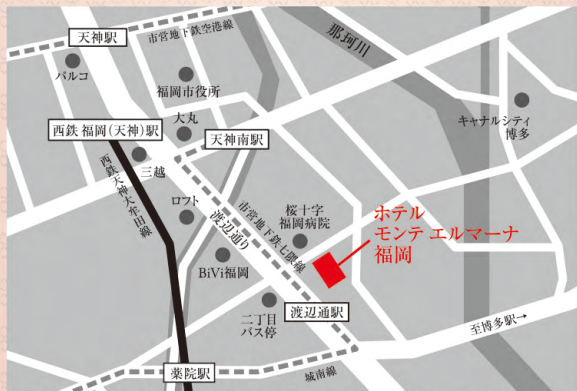 天神駅
市営地下鉄空港線
那珂川
パルコ
福岡市役所
キャナルシティ
博多
西鉄 福岡(天神)駅
大丸
天神南駅
三越
西鉄天神大牟田線
ロフト
渡辺通り
市営地下鉄七隈線
桜十字
福岡病院
ホテル
モンテ エルマーナ
福岡
BiVi福岡
二丁目
バス停
渡辺通駅
至博多駅→
薬院駅
城南線